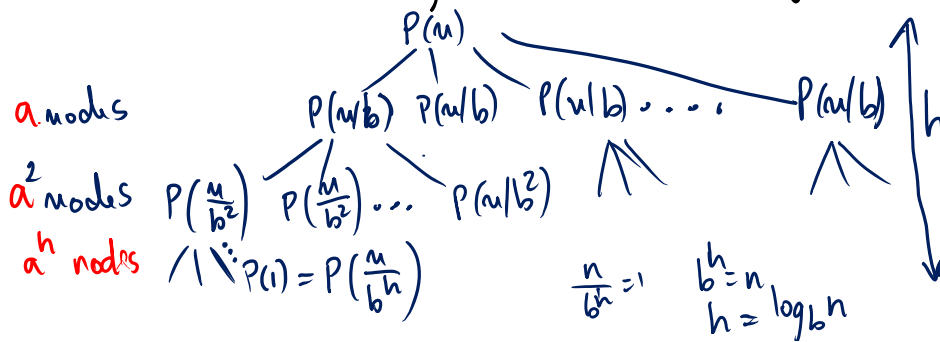 P(n)
a nodes P(n/b) P(n/b) P(n/b) .... P(n/b) h
a² nodes P(n/b²) P(n/b²) ... P(n/b²)
aʰ nodes P(1) = P(n/bʰ) n/bʰ = 1 bʰ = n
h = log_b n